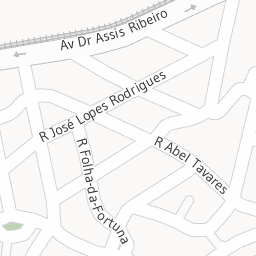 Av Dr Assis Ribeiro
R José Lopes Rodrigues
R Abel Tavares
R Folha-da-Fortuna